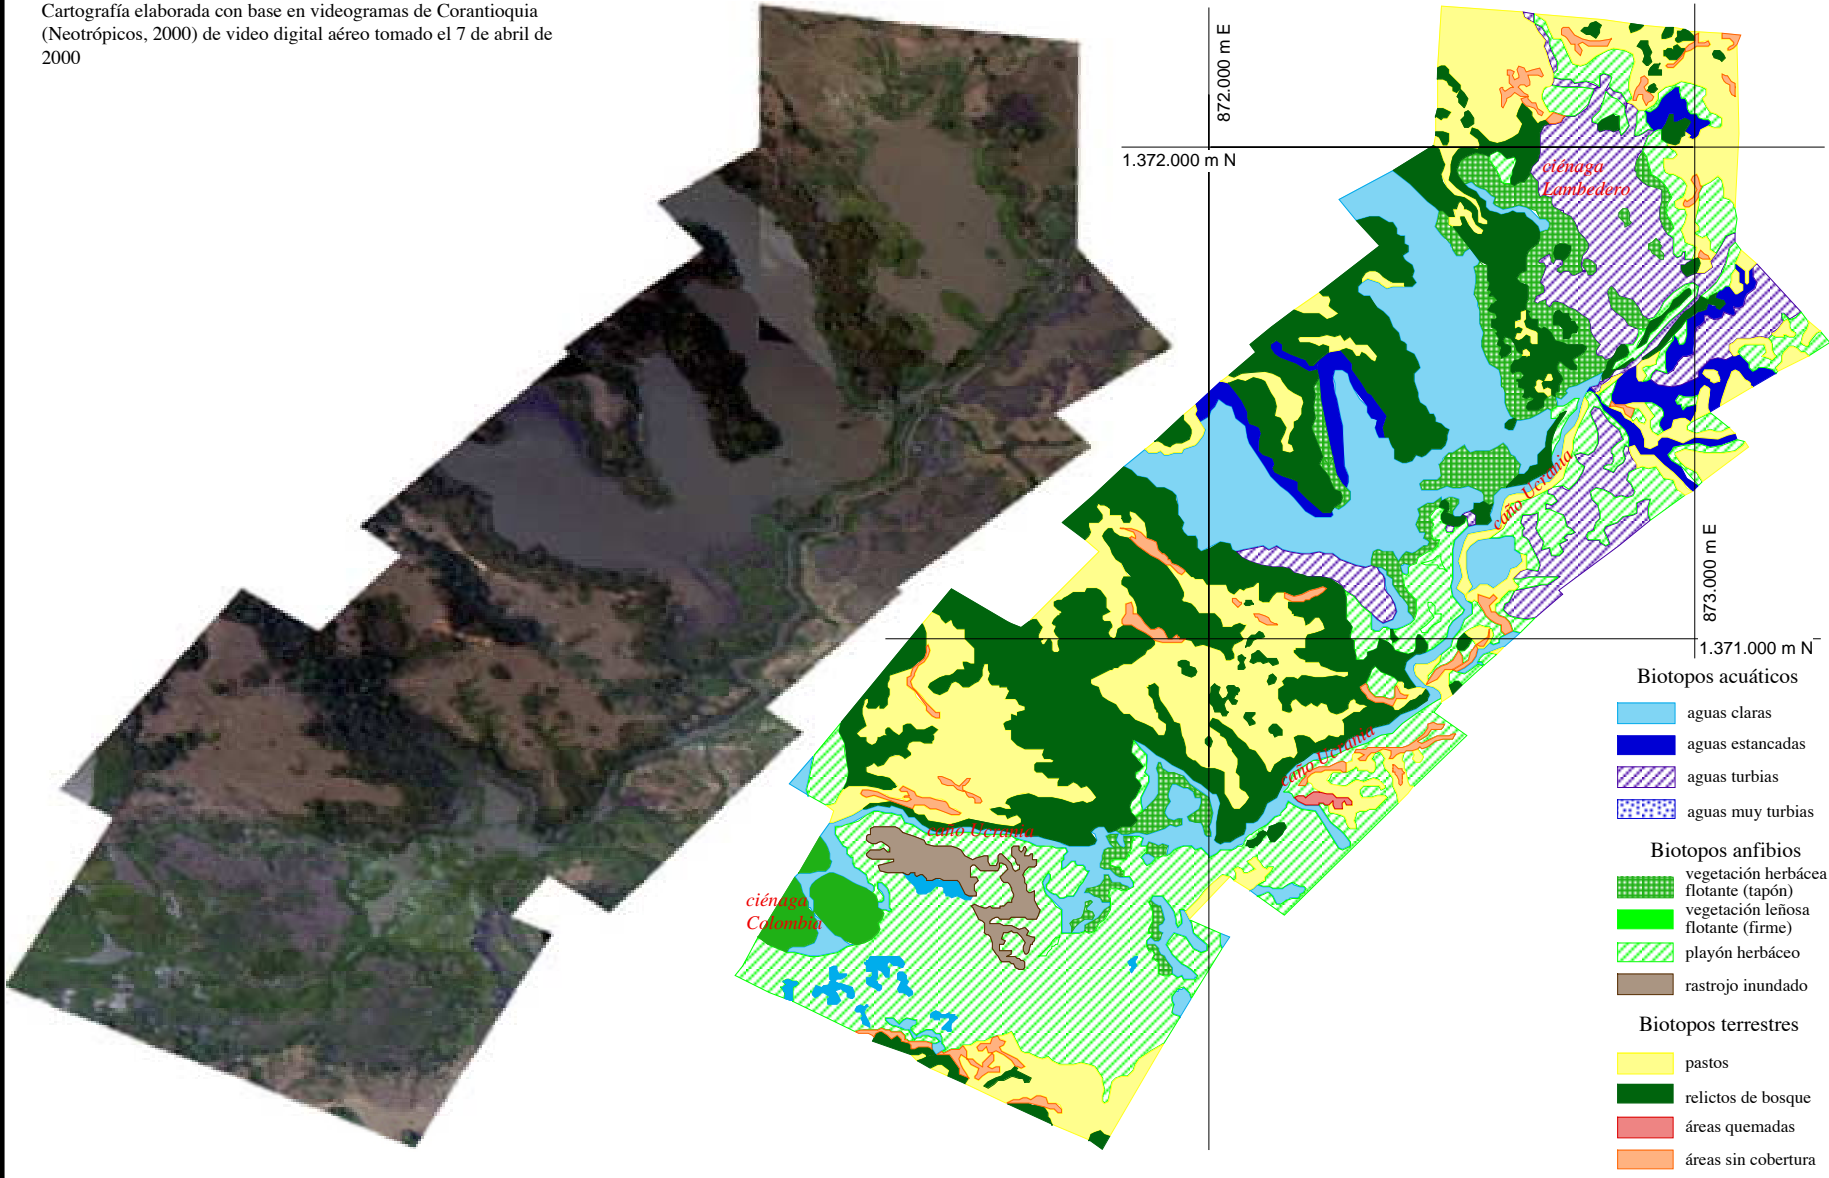 Cartografía elaborada con base en videogramas de Corantioquia
(Neotrópicos, 2000) de video digital aéreo tomado el 7 de abril de
2000
872.000 m E
1.372.000 m N
ciénaga
Lambedero
caño Ucrania
873.000 m E
1.371.000 m N
caño Ucrania
caño Ucrania
ciénaga
Colombia
Biotopos acuáticos
aguas claras
aguas estancadas
aguas turbias
aguas muy turbias
Biotopos anfibios
vegetación herbácea
flotante (tapón)
vegetación leñosa
flotante (firme)
playón herbáceo
rastrojo inundado
Biotopos terrestres
pastos
relictos de bosque
áreas quemadas
áreas sin cobertura